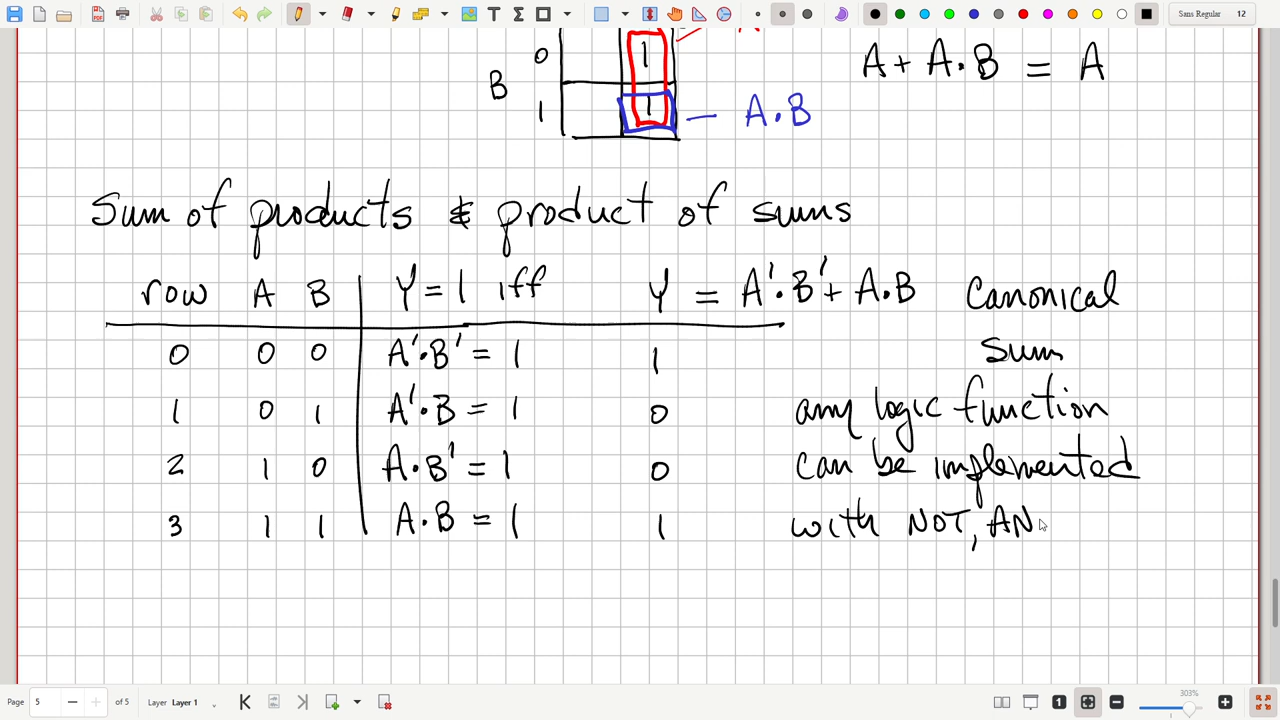 Sans Regular 12
0 1 A + A·B = A
B
1 1 — A·B
Sum of products & product of sums
row A B Y = 1 iff Y = A'·B' + A·B Canonical
sum
0 0 0 A'·B' = 1 1
1 0 1 A'·B = 1 0 any logic function
2 1 0 A·B' = 1 0 can be implemented
3 1 1 A·B = 1 1 with NOT, AN
Page 5 of 5 Layer Layer 1 1 303%